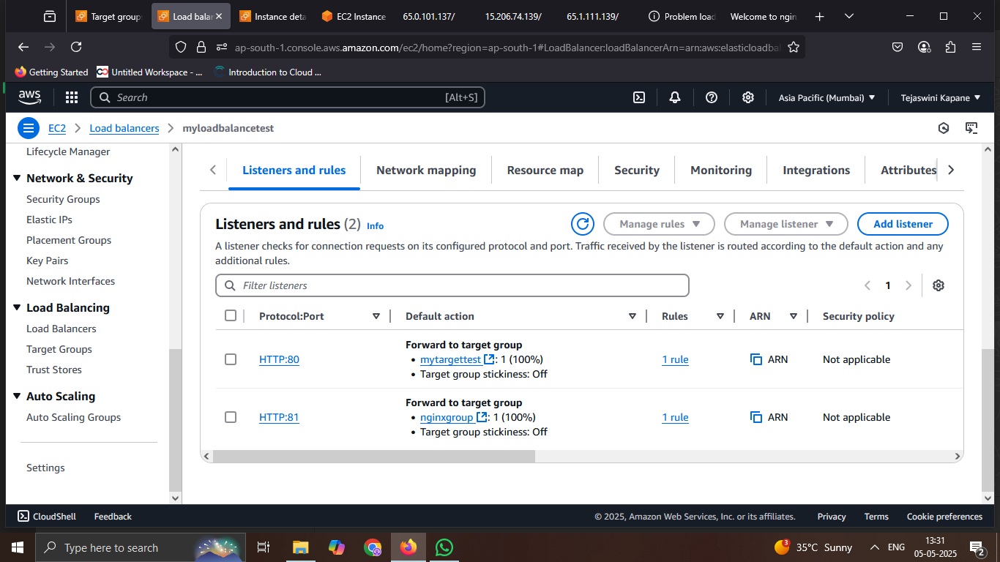 Target group
Load balan
Instance deta
EC2 Instance
65.0.101.137/
15.206.74.139/
65.1.111.139/
Problem load
Welcome to ngin
ap-south-1.console.aws.amazon.com/ec2/home?region=ap-south-1#LoadBalancer:loadBalancerArn=arn:aws:elasticloadbal
Getting Started
Untitled Workspace - ...
Introduction to Cloud ...
aws
Search
[Alt+S]
Asia Pacific (Mumbai)
Tejaswini Kapane
EC2
Load balancers
myloadbalancetest
Lifecycle Manager
Network & Security
Security Groups
Elastic IPs
Placement Groups
Key Pairs
Network Interfaces
Load Balancing
Load Balancers
Target Groups
Trust Stores
Auto Scaling
Auto Scaling Groups
Settings
Listeners and rules
Network mapping
Resource map
Security
Monitoring
Integrations
Attributes
Listeners and rules (2) Info
Manage rules
Manage listener
Add listener
A listener checks for connection requests on its configured protocol and port. Traffic received by the listener is routed according to the default action and any
additional rules.
Filter listeners
1
Protocol:Port
Default action
Rules
ARN
Security policy
HTTP:80
Forward to target group
• mytargettest : 1 (100%)
• Target group stickiness: Off
1 rule
ARN
Not applicable
HTTP:81
Forward to target group
• nginxgroup : 1 (100%)
• Target group stickiness: Off
1 rule
ARN
Not applicable
CloudShell
Feedback
© 2025, Amazon Web Services, Inc. or its affiliates.
Privacy
Terms
Cookie preferences
Type here to search
3
35°C Sunny
ENG
13:31
05-05-2025
2